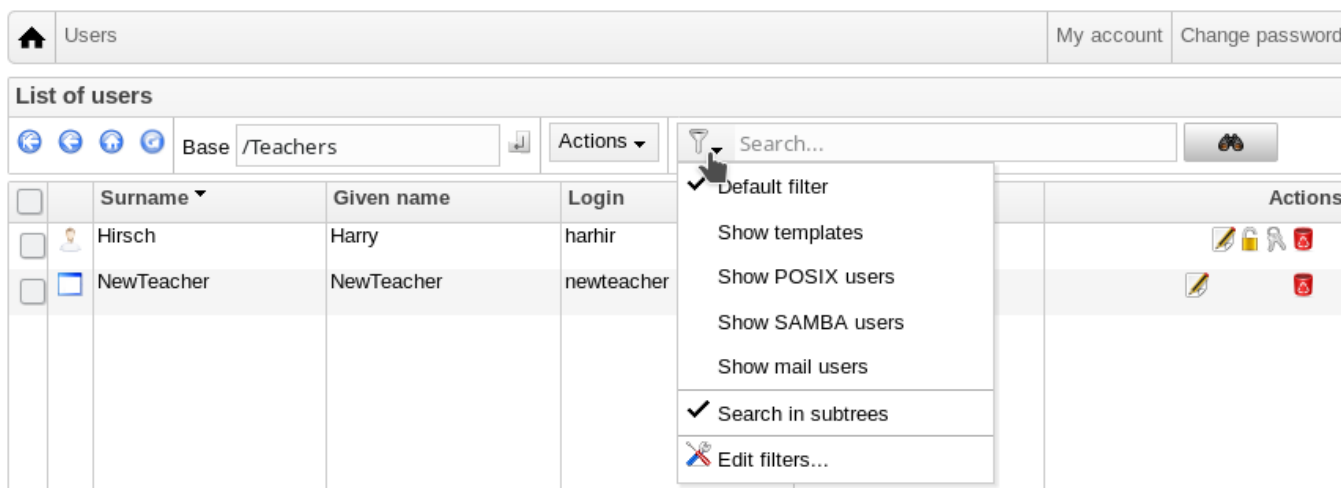 Users My account Change password
List of users
Base /Teachers Actions Search...
Surname Given name Login Actions
Hirsch Harry harhir
NewTeacher NewTeacher newteacher
Default filter
Show templates
Show POSIX users
Show SAMBA users
Show mail users
Search in subtrees
Edit filters...